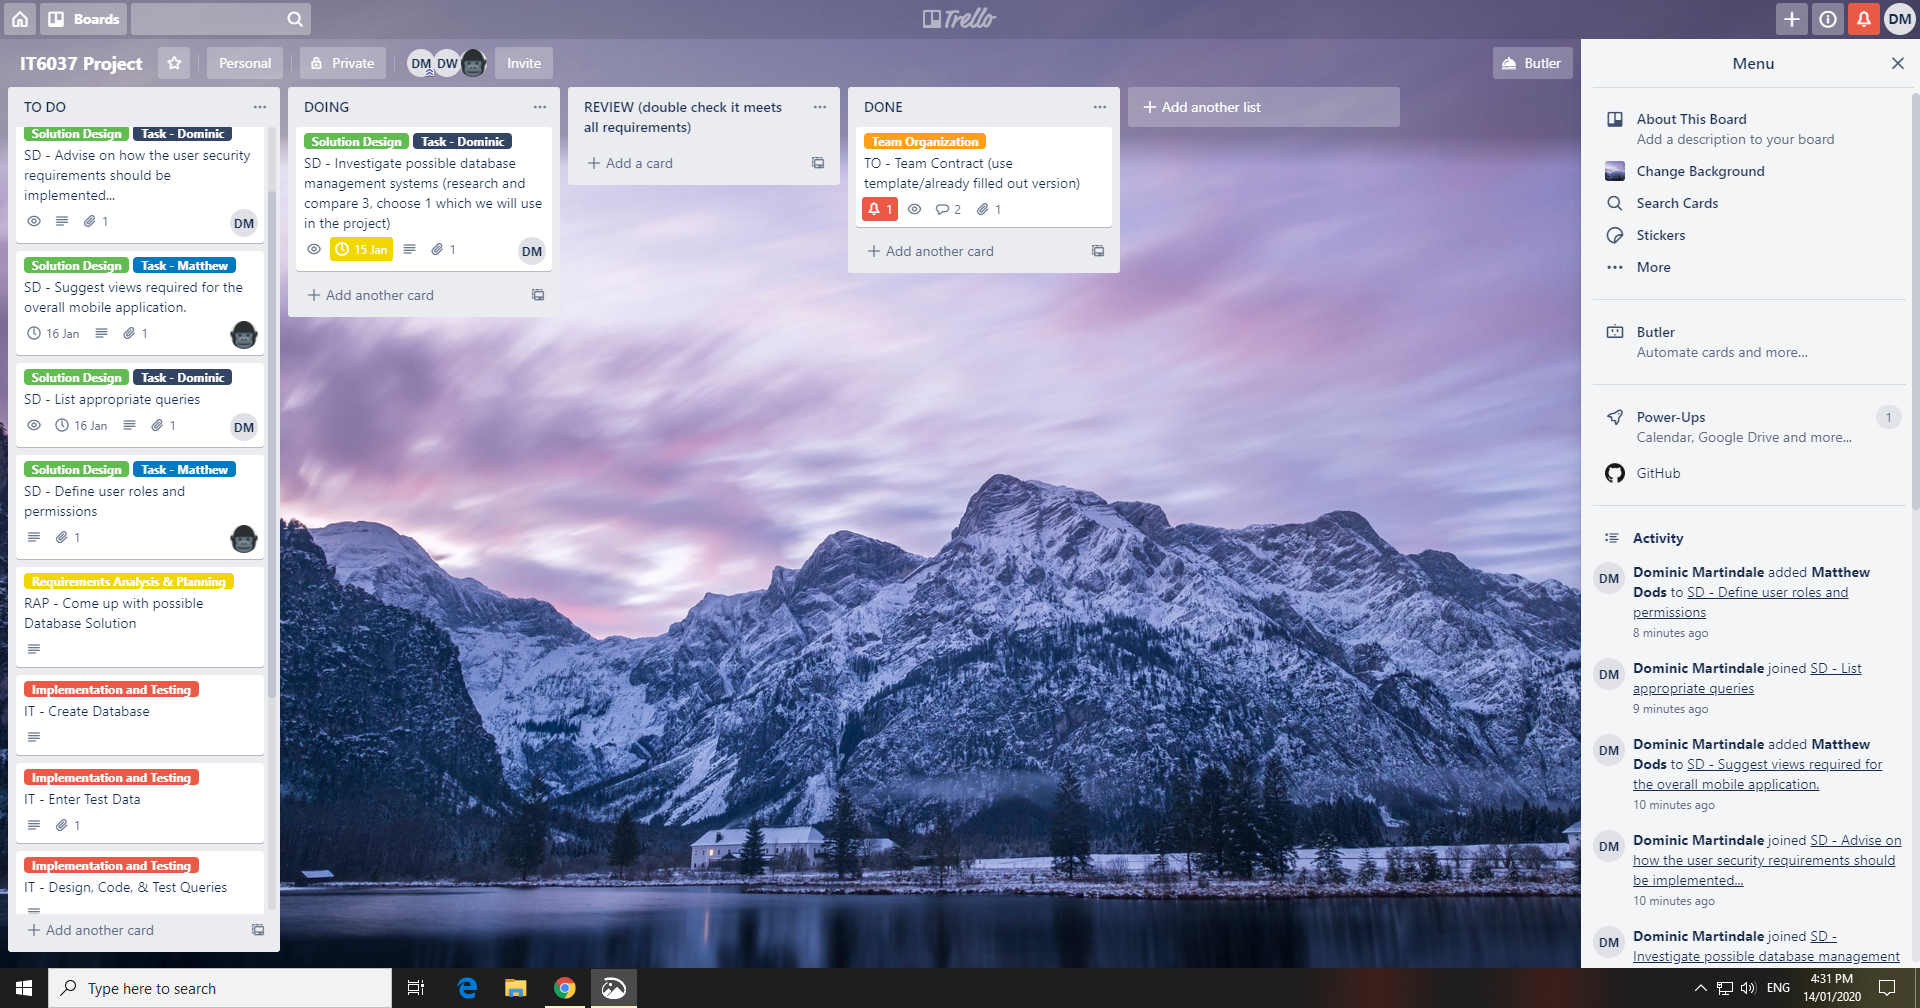 Boards
Trello
DM
IT6037 Project
Personal
Private
DM DW
Invite
Butler
TO DO
Solution Design Task - Dominic
SD - Advise on how the user security
requirements should be
implemented...
1
DM
Solution Design Task - Matthew
SD - Suggest views required for the
overall mobile application.
16 Jan 1
Solution Design Task - Dominic
SD - List appropriate queries
16 Jan 1
DM
Solution Design Task - Matthew
SD - Define user roles and
permissions
1
Requirements Analysis & Planning
RAP - Come up with possible
Database Solution
Implementation and Testing
IT - Create Database
Implementation and Testing
IT - Enter Test Data
1
Implementation and Testing
IT - Design, Code, & Test Queries
+ Add another card
DOING
Solution Design Task - Dominic
SD - Investigate possible database
management systems (research and
compare 3, choose 1 which we will use
in the project)
15 Jan 1
DM
+ Add another card
REVIEW (double check it meets
all requirements)
+ Add a card
DONE
Team Organization
TO - Team Contract (use
template/already filled out version)
1 2 1
+ Add another card
+ Add another list
Menu
About This Board
Add a description to your board
Change Background
Search Cards
Stickers
More
Butler
Automate cards and more...
Power-Ups 1
Calendar, Google Drive and more...
GitHub
Activity
DM
Dominic Martindale added Matthew
Dods to SD - Define user roles and
permissions
8 minutes ago
DM
Dominic Martindale joined SD - List
appropriate queries
9 minutes ago
DM
Dominic Martindale added Matthew
Dods to SD - Suggest views required for
the overall mobile application.
10 minutes ago
DM
Dominic Martindale joined SD - Advise on
how the user security requirements should
be implemented...
10 minutes ago
DM
Dominic Martindale joined SD -
Investigate possible database management
Type here to search
ENG
4:31 PM
14/01/2020